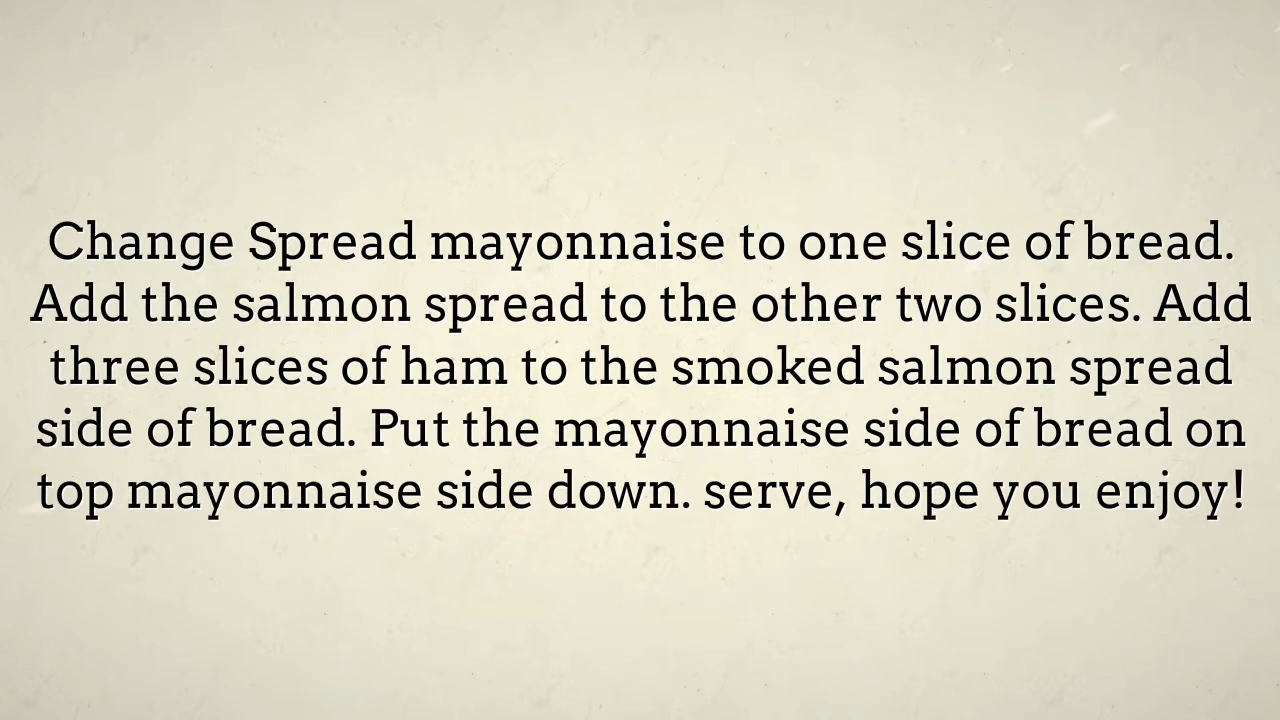 Change Spread mayonnaise to one slice of bread.
Add the salmon spread to the other two slices. Add
three slices of ham to the smoked salmon spread
side of bread. Put the mayonnaise side of bread on
top mayonnaise side down. serve, hope you enjoy!